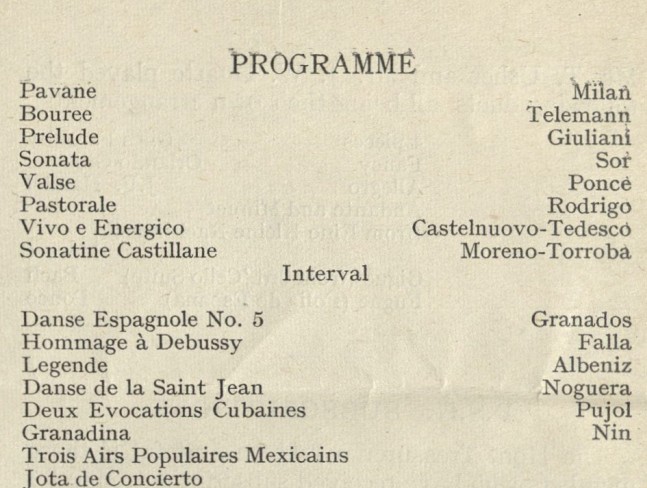 PROGRAMME
Pavane Milan
Bouree Telemann
Prelude Giuliani
Sonata Sor
Valse Ponce
Pastorale Rodrigo
Vivo e Energico Castelnuovo-Tedesco
Sonatine Castillane Moreno-Torroba
Interval
Danse Espagnole No. 5 Granados
Hommage à Debussy Falla
Legende Albeniz
Danse de la Saint Jean Noguera
Deux Evocations Cubaines Pujol
Granadina Nin
Trois Airs Populaires Mexicains
Jota de Concierto